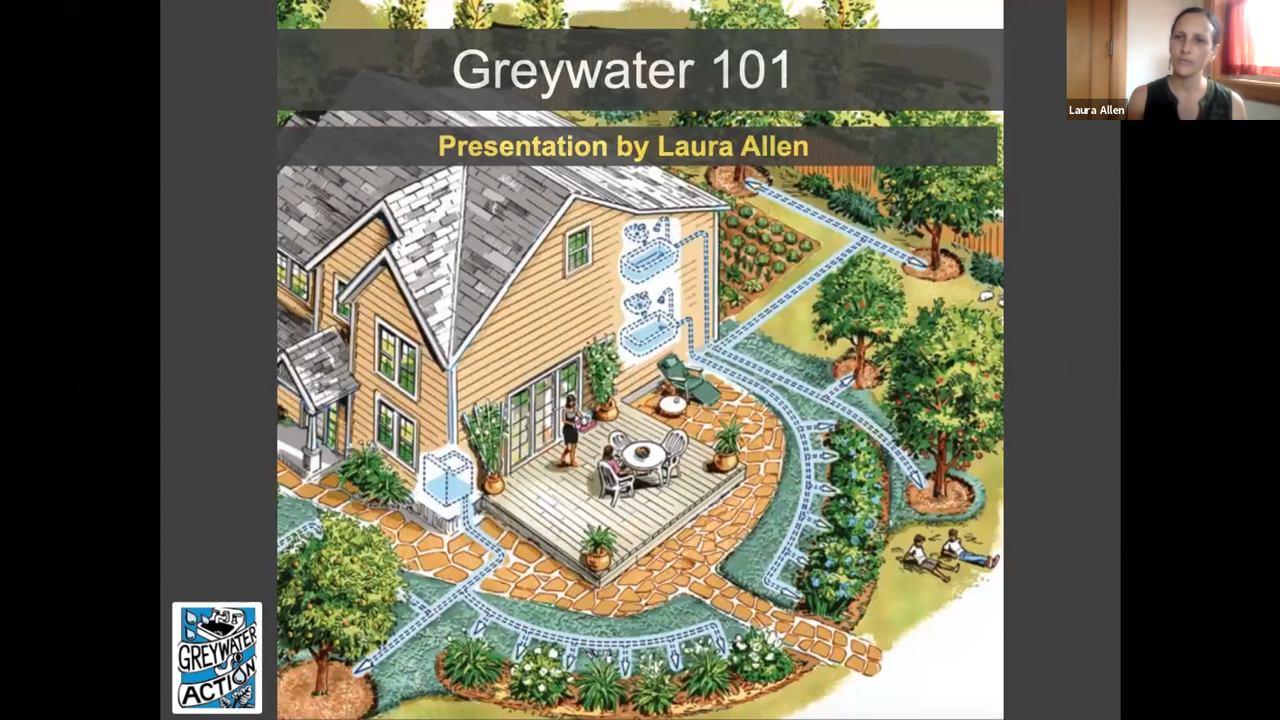 Greywater 101
Presentation by Laura Allen
Laura Allen
GREYWATER
ACTION